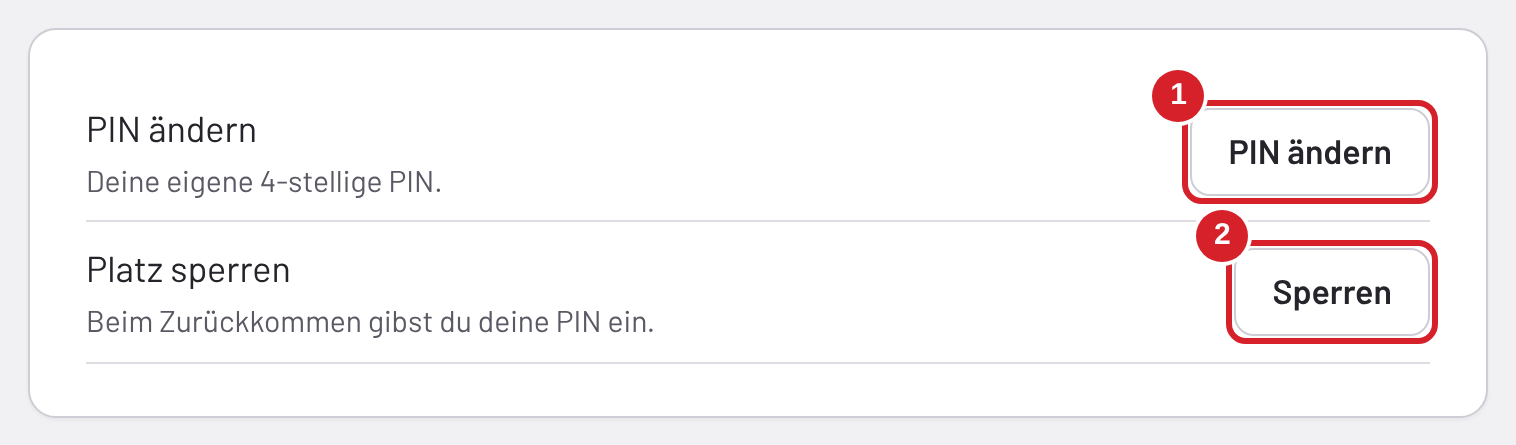 PIN ändern
Deine eigene 4-stellige PIN.
1
PIN ändern
Platz sperren
Beim Zurückkommen gibst du deine PIN ein.
2
Sperren